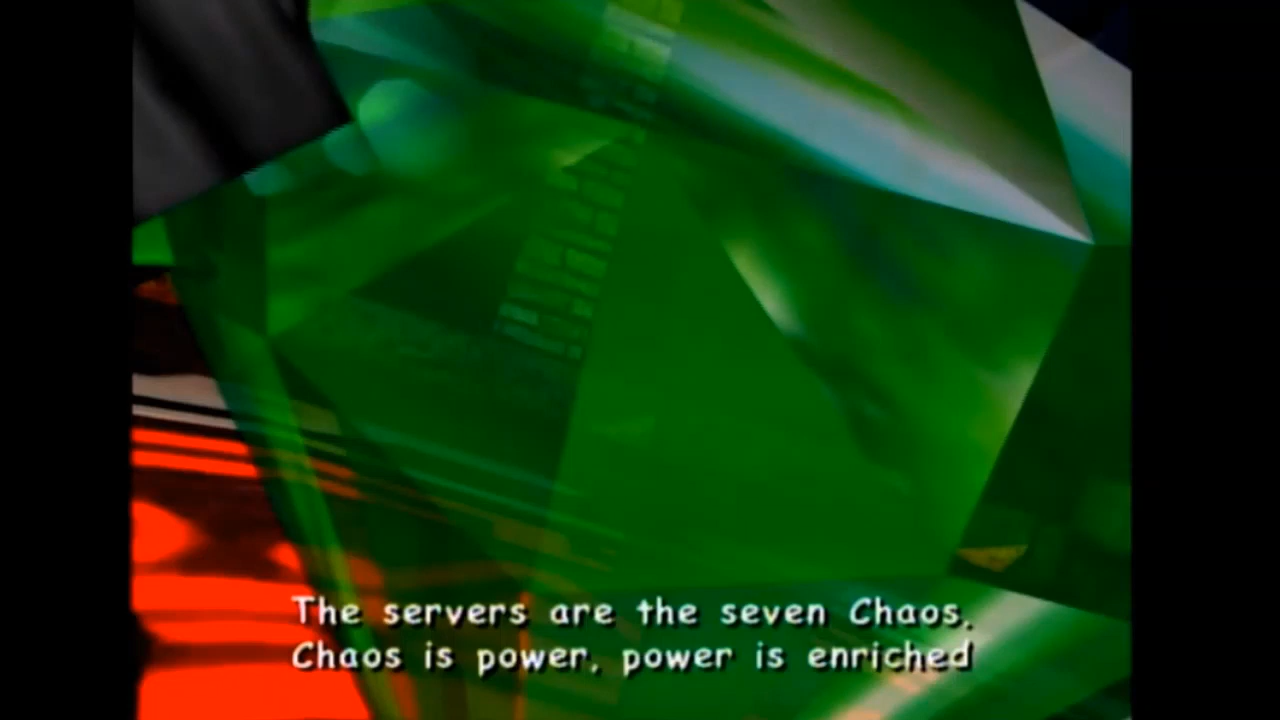 The servers are the seven Chaos.
Chaos is power, power is enriched